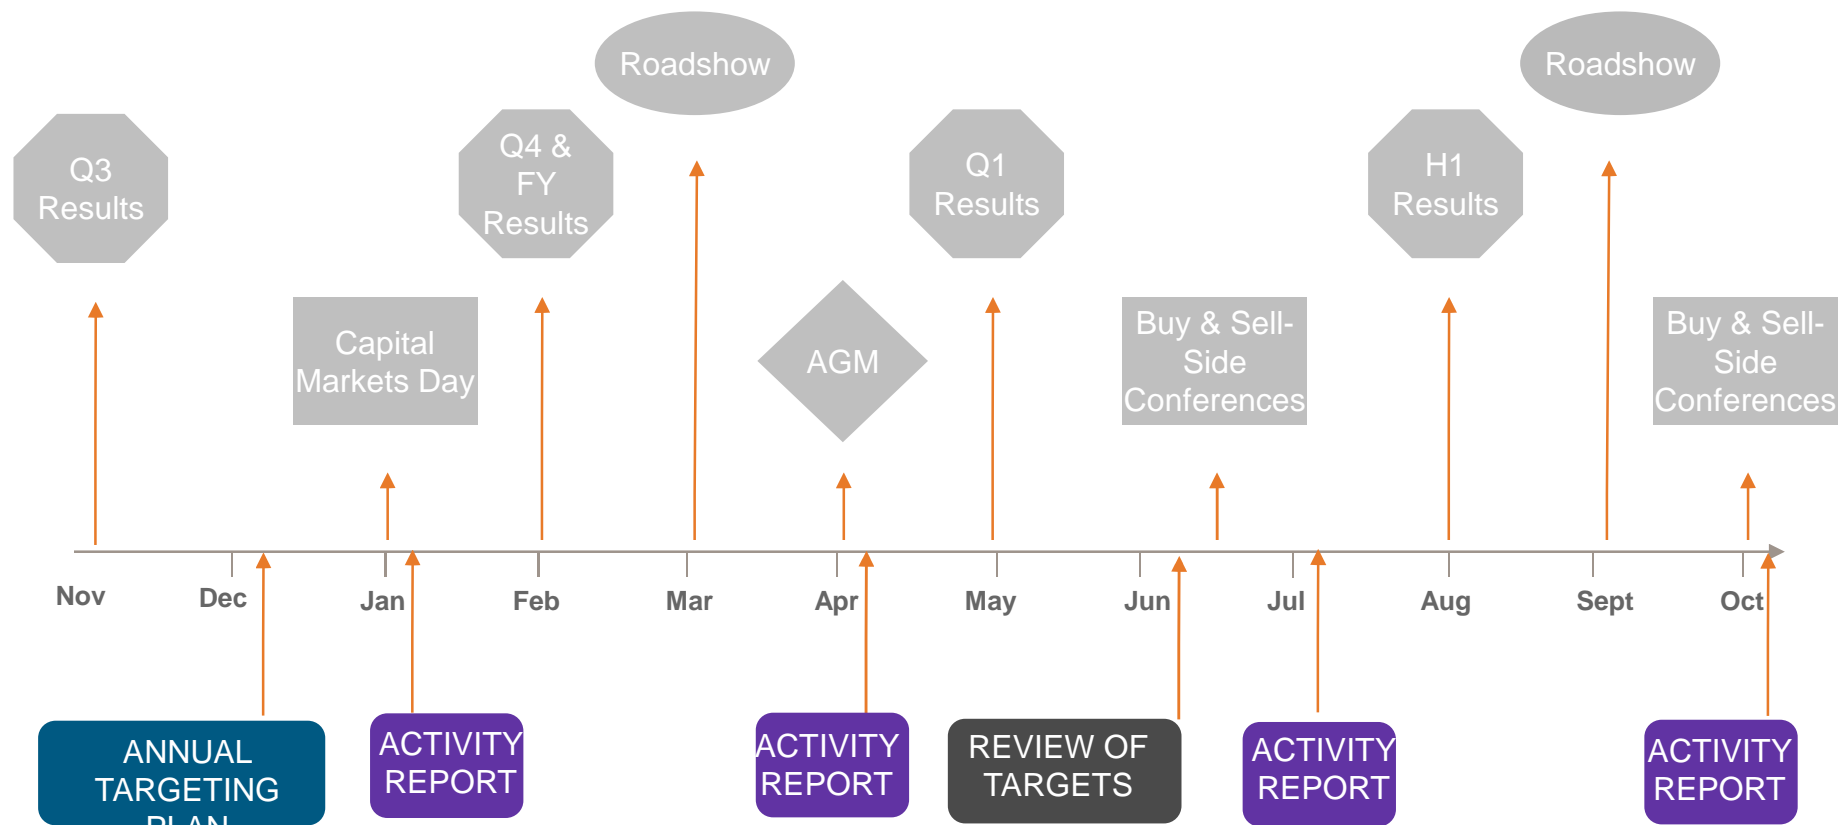 Roadshow
Roadshow
Q3
Results
Q4 &
FY
Results
Q1
Results
H1
Results
Capital
Markets Day
AGM
Buy & Sell-
Side
Conferences
Buy & Sell-
Side
Conferences
Nov
Dec
Jan
Feb
Mar
Apr
May
Jun
Jul
Aug
Sept
Oct
ANNUAL
TARGETING
PLAN
ACTIVITY
REPORT
ACTIVITY
REPORT
REVIEW OF
TARGETS
ACTIVITY
REPORT
ACTIVITY
REPORT